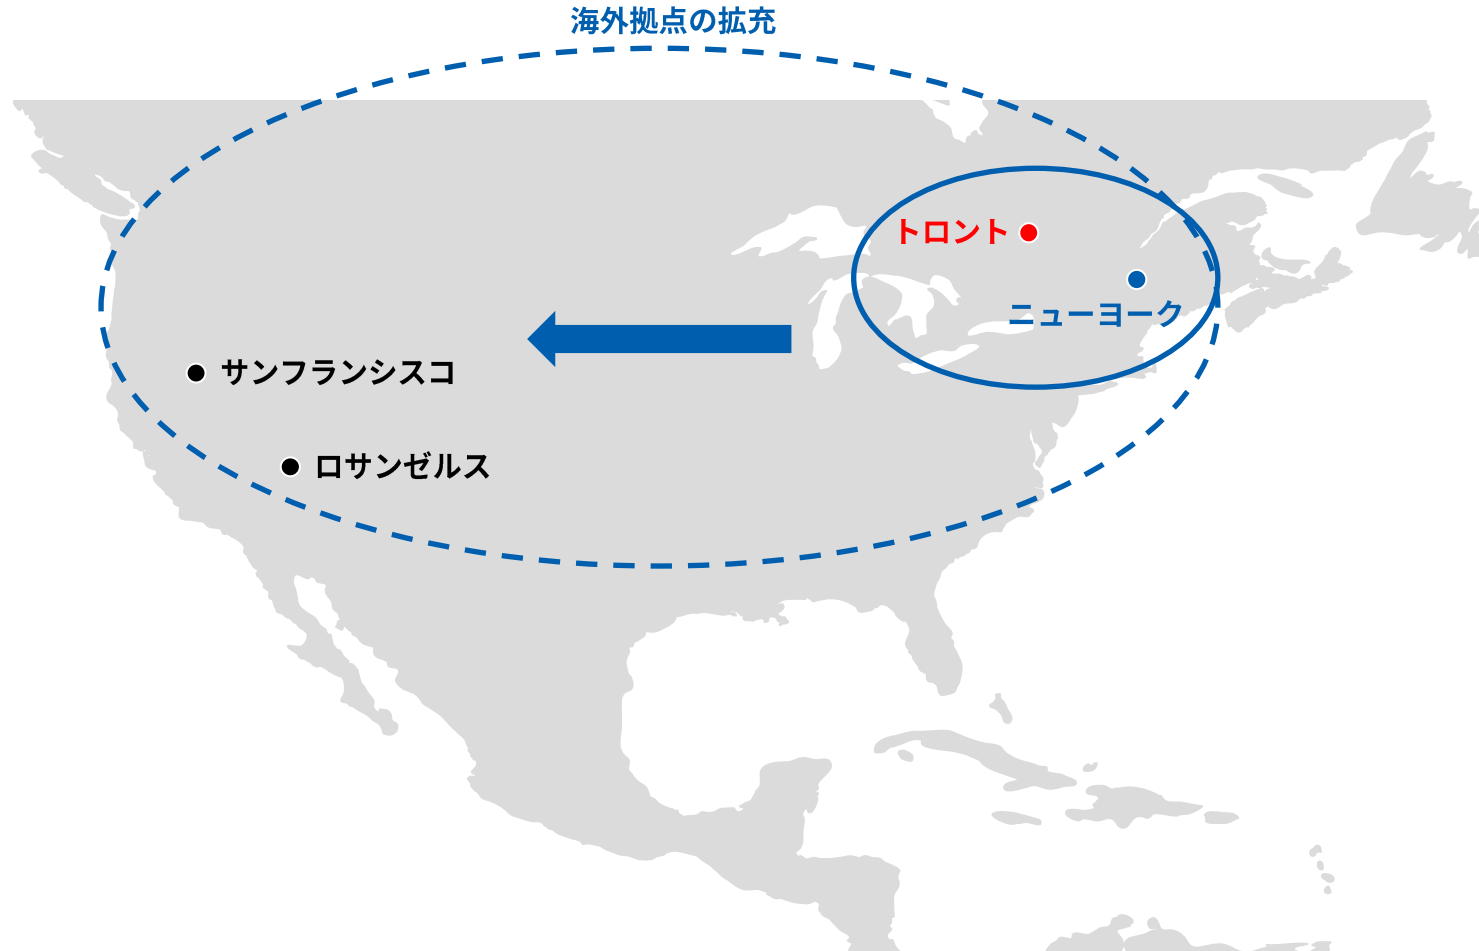 海外拠点の拡充
トロント
ニューヨーク
サンフランシスコ
ロサンゼルス